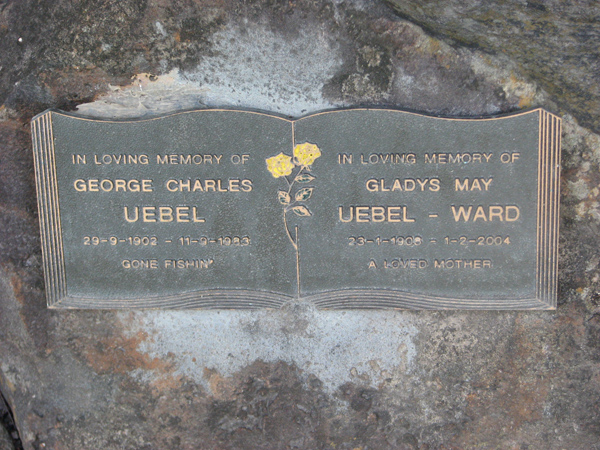 IN LOVING MEMORY OF
GEORGE CHARLES
UEBEL
29-9-1902 - 11-9-1983
GONE FISHIN'
IN LOVING MEMORY OF
GLADYS MAY
UEBEL - WARD
23-1-1908 - 1-2-2004
A LOVED MOTHER